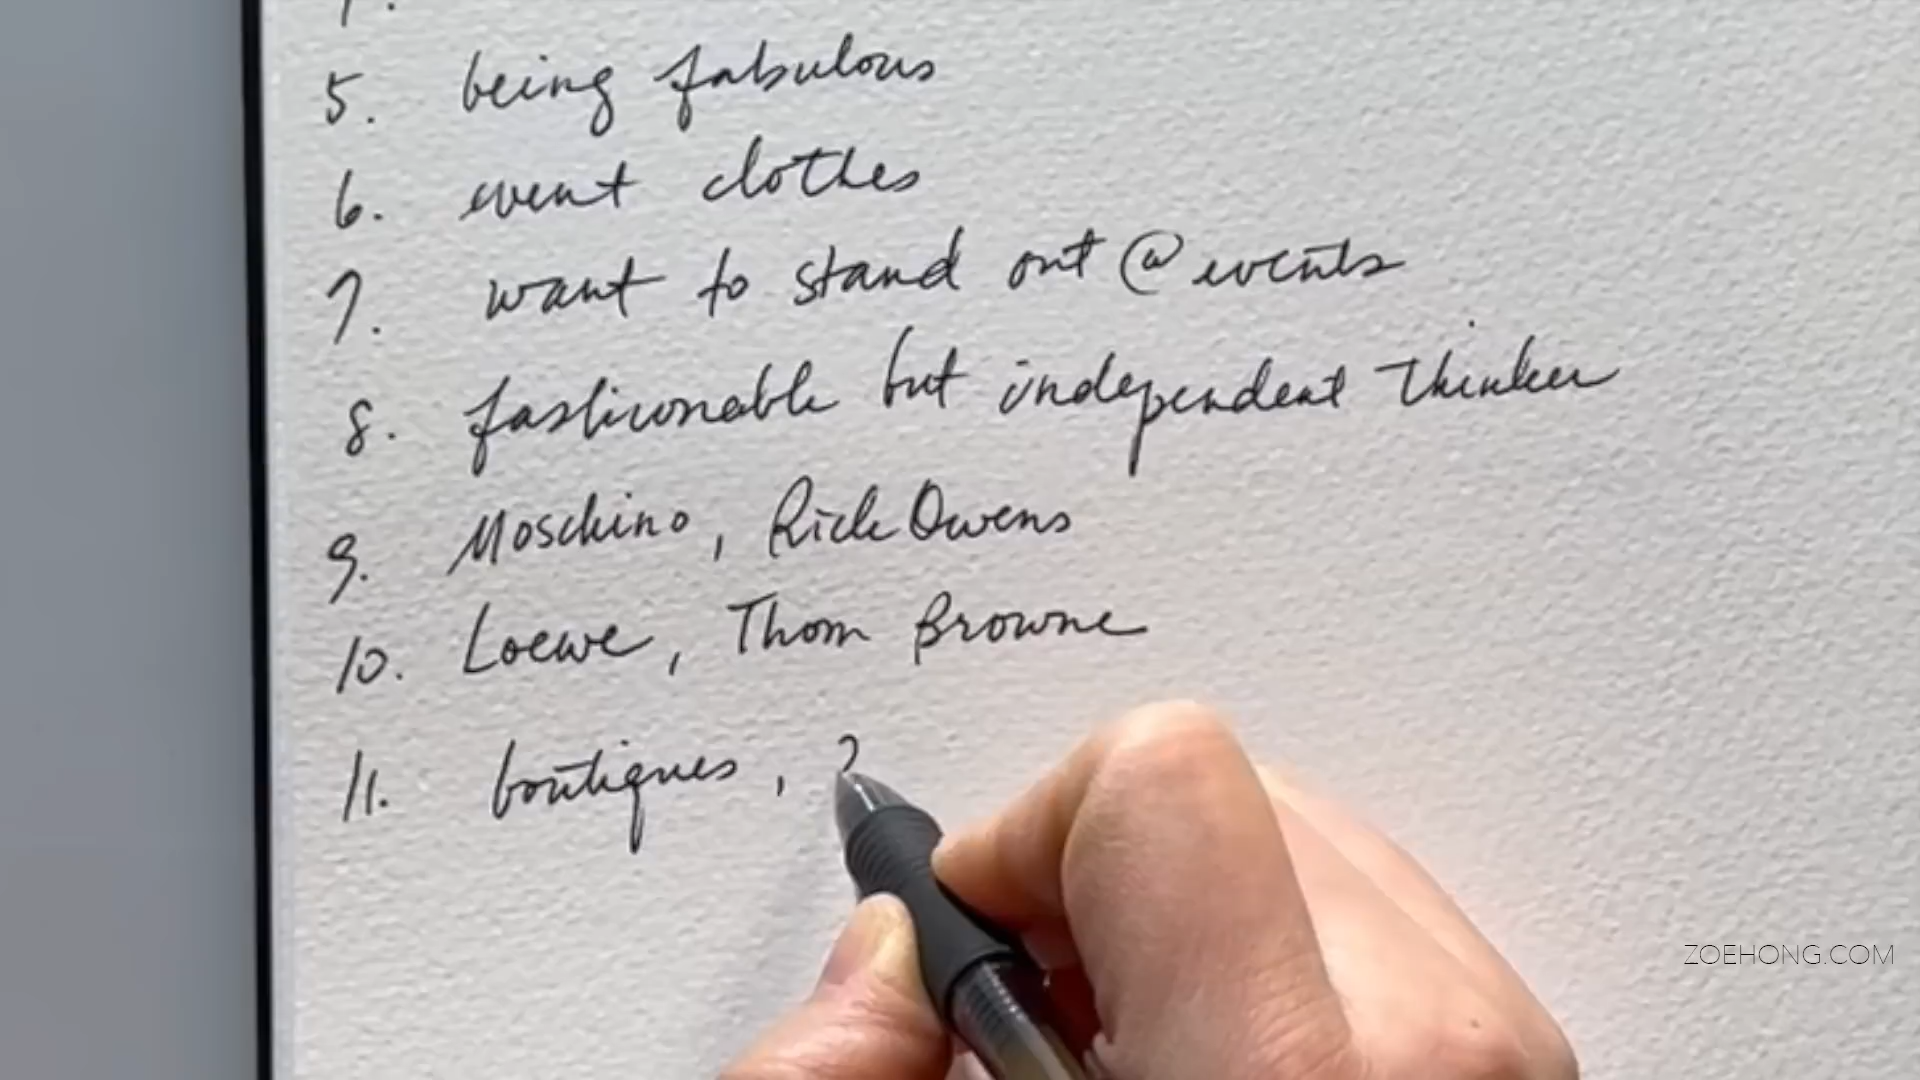 5. being fabulous
6. event clothes
7. want to stand out @ events
8. fashionable but independent thinker
9. Moschino, Rick Owens
10. Loewe, Thom Browne
11. boutiques,
ZOEHONG.COM